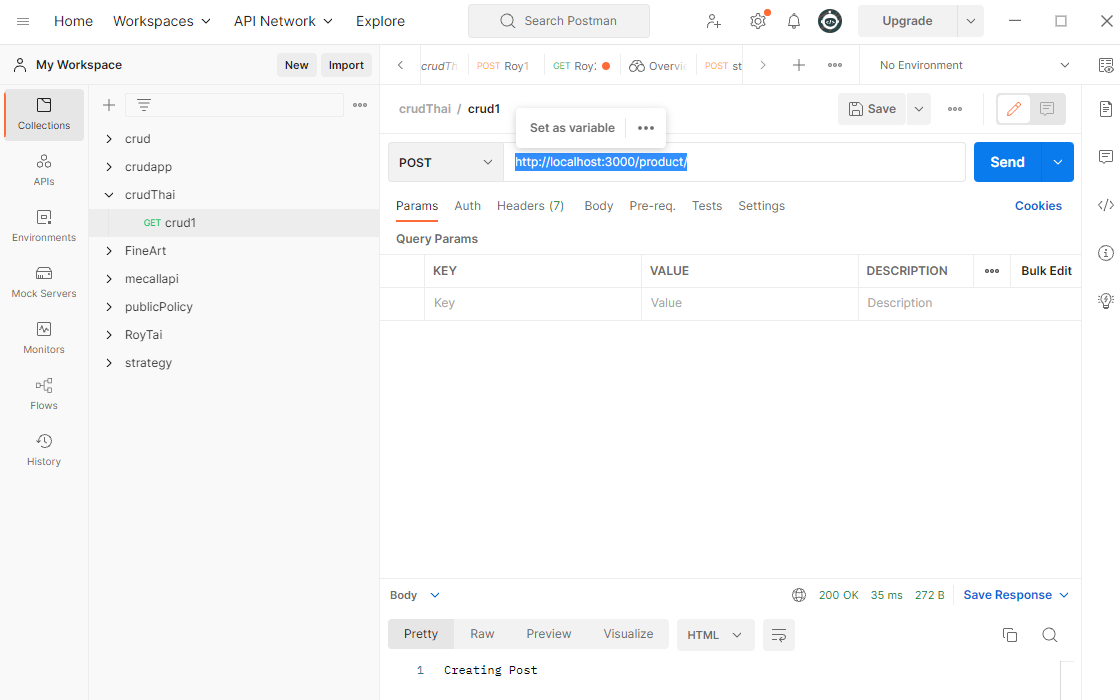 Home Workspaces API Network Explore Search Postman Upgrade
My Workspace New Import crudTh POST Roy1 GET Roy2 Overvi POST st No Environment
Collections
APIs
Environments
Mock Servers
Monitors
Flows
History
crud
crudapp
crudThai
GET crud1
FineArt
mecallapi
publicPolicy
RoyTai
strategy
crudThai / crud1 Save
Set as variable
POST http://localhost:3000/product/ Send
Params Auth Headers (7) Body Pre-req. Tests Settings Cookies
Query Params
KEY VALUE DESCRIPTION Bulk Edit
Key Value Description
Body 200 OK 35 ms 272 B Save Response
Pretty Raw Preview Visualize HTML
1 Creating Post